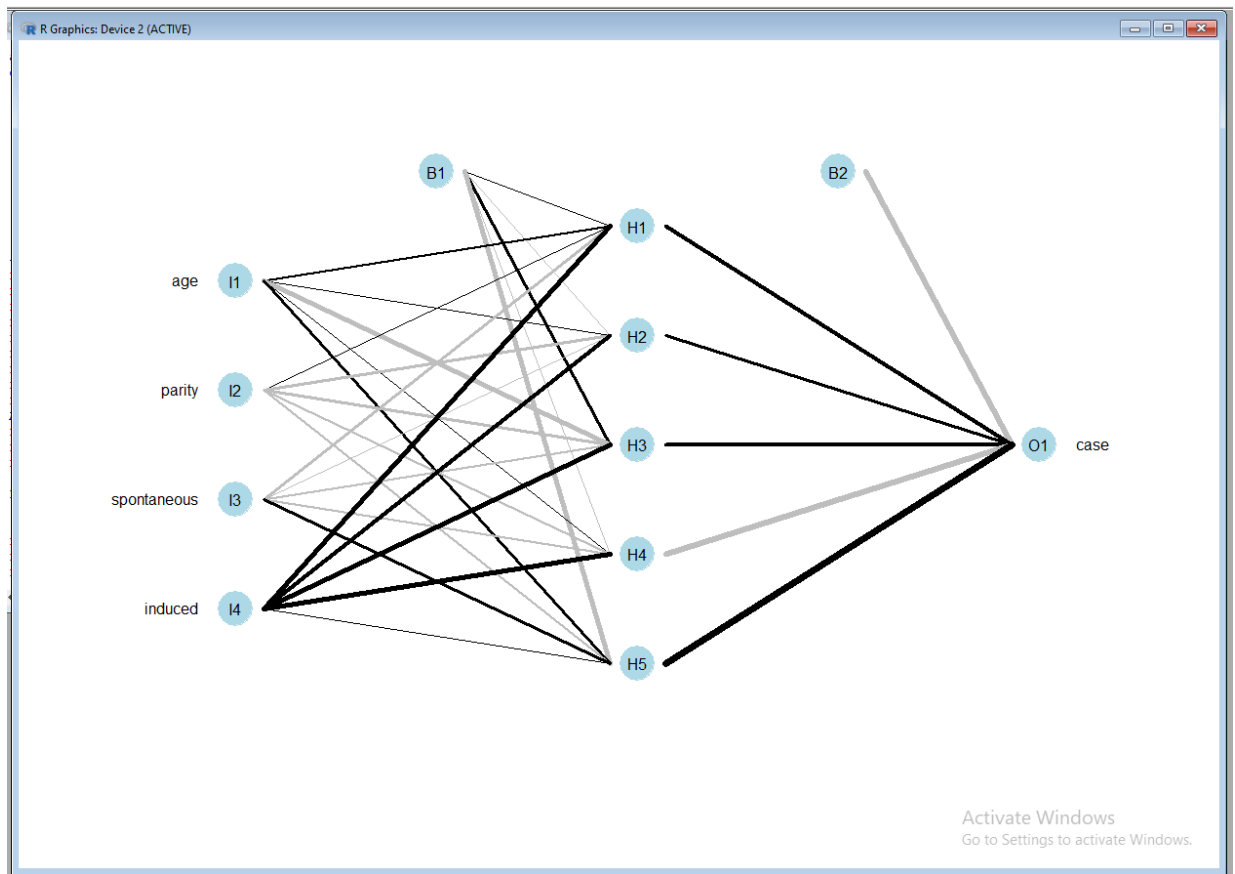 R Graphics: Device 2 (ACTIVE)
B1
B2
H1
age
I1
H2
parity
I2
H3
O1
case
spontaneous
I3
H4
induced
I4
H5
Activate Windows
Go to Settings to activate Windows.